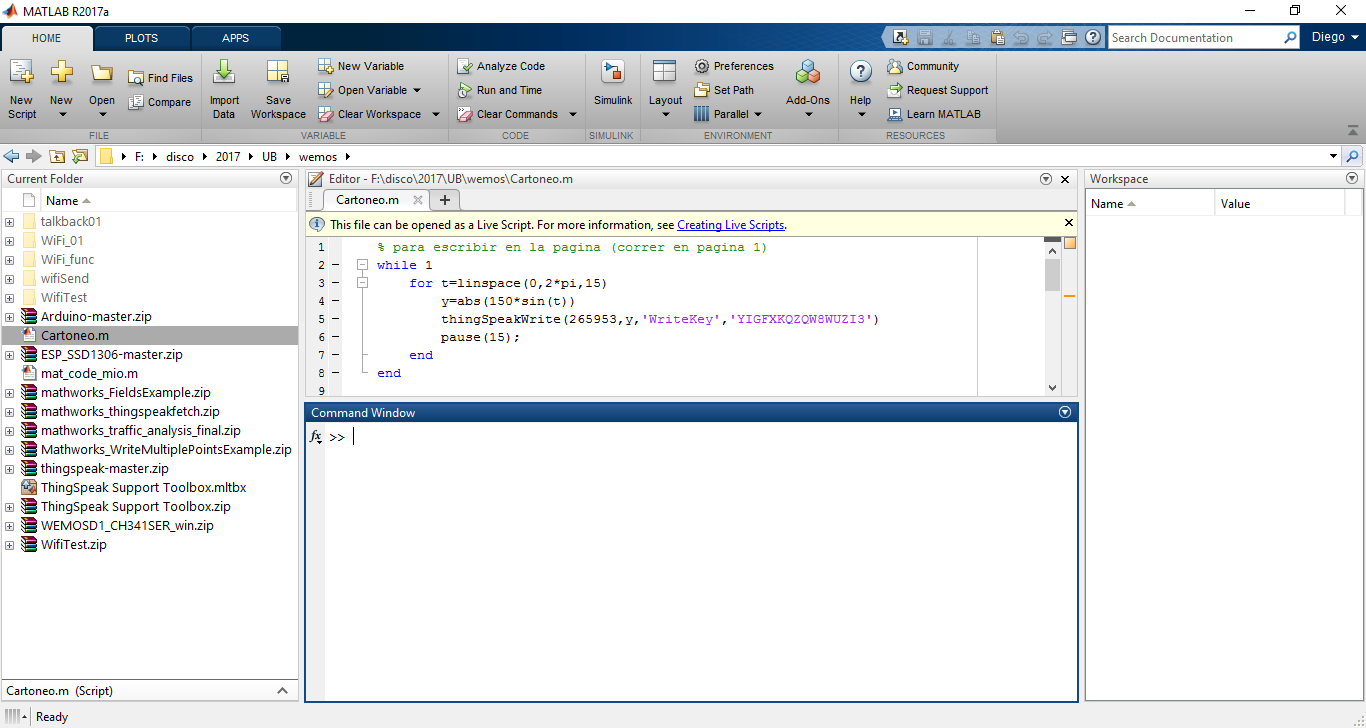 MATLAB R2017a
HOME PLOTS APPS
Search Documentation
Diego
New Script
New
Open
Find Files
Compare
Import Data
Save Workspace
New Variable
Open Variable
Clear Workspace
Analyze Code
Run and Time
Clear Commands
Simulink
Layout
Preferences
Set Path
Parallel
Add-Ons
Help
Community
Request Support
Learn MATLAB
FILE VARIABLE CODE SIMULINK ENVIRONMENT RESOURCES
F: disco 2017 UB wemos
Current Folder
Name
talkback01
WiFi_01
WiFi_func
wifiSend
WifiTest
Arduino-master.zip
Cartoneo.m
ESP_SSD1306-master.zip
mat_code_mio.m
mathworks_FieldsExample.zip
mathworks_thingspeakfetch.zip
mathworks_traffic_analysis_final.zip
Mathworks_WriteMultiplePointsExample.zip
thingspeak-master.zip
ThingSpeak Support Toolbox.mltbx
ThingSpeak Support Toolbox.zip
WEMOSD1_CH341SER_win.zip
WifiTest.zip
Cartoneo.m (Script)
Ready
Editor - F:\disco\2017\UB\wemos\Cartoneo.m
Cartoneo.m
This file can be opened as a Live Script. For more information, see Creating Live Scripts.
1 % para escribir en la pagina (correr en pagina 1)
2 while 1
3 for t=linspace(0,2*pi,15)
4 y=abs(150*sin(t))
5 thingSpeakWrite(265953,y,'WriteKey','YIGFXKQZQW8WUZI3')
6 pause(15);
7 end
8 end
9
Command Window
fx >>
Workspace
Name Value